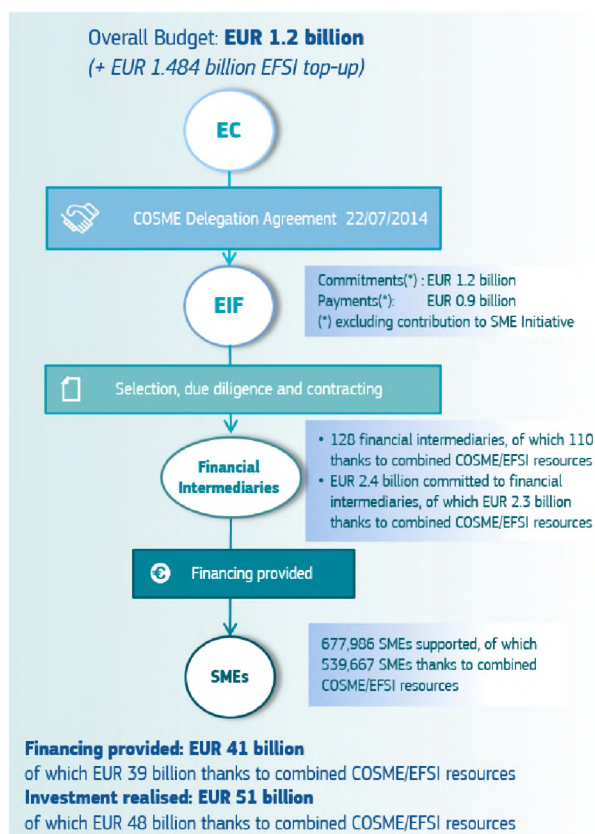 Overall Budget: EUR 1.2 billion
(+ EUR 1.484 billion EFSI top-up)
EC
COSME Delegation Agreement 22/07/2014
EIF
Commitments(*) : EUR 1.2 billion
Payments(*): EUR 0.9 billion
(*) excluding contribution to SME Initiative
Selection, due diligence and contracting
Financial
Intermediaries
• 128 financial intermediaries, of which 110
thanks to combined COSME/EFSI resources
• EUR 2.4 billion committed to financial
intermediaries, of which EUR 2.3 billion
thanks to combined COSME/EFSI resources
Financing provided
SMEs
677,986 SMEs supported, of which
539,667 SMEs thanks to combined
COSME/EFSI resources
Financing provided: EUR 41 billion
of which EUR 39 billion thanks to combined COSME/EFSI resources
Investment realised: EUR 51 billion
of which EUR 48 billion thanks to combined COSME/EFSI resources